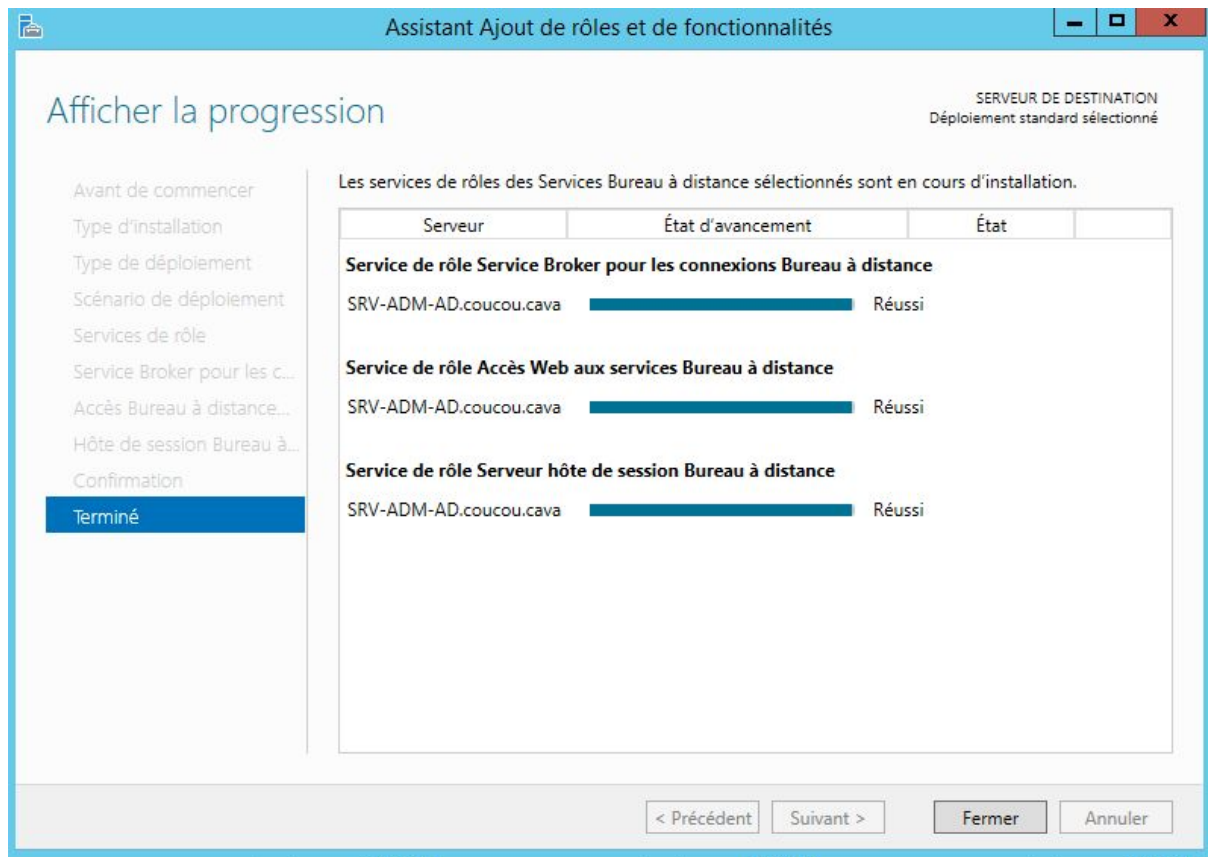 Assistant Ajout de rôles et de fonctionnalités
Afficher la progression
SERVEUR DE DESTINATION
Déploiement standard sélectionné
Avant de commencer
Type d'installation
Type de déploiement
Scénario de déploiement
Services de rôle
Service Broker pour les c...
Accès Bureau à distance...
Hôte de session Bureau à...
Confirmation
Terminé
Les services de rôles des Services Bureau à distance sélectionnés sont en cours d'installation.
Serveur État d'avancement État
Service de rôle Service Broker pour les connexions Bureau à distance
SRV-ADM-AD.coucou.cava Réussi
Service de rôle Accès Web aux services Bureau à distance
SRV-ADM-AD.coucou.cava Réussi
Service de rôle Serveur hôte de session Bureau à distance
SRV-ADM-AD.coucou.cava Réussi
< Précédent Suivant > Fermer Annuler